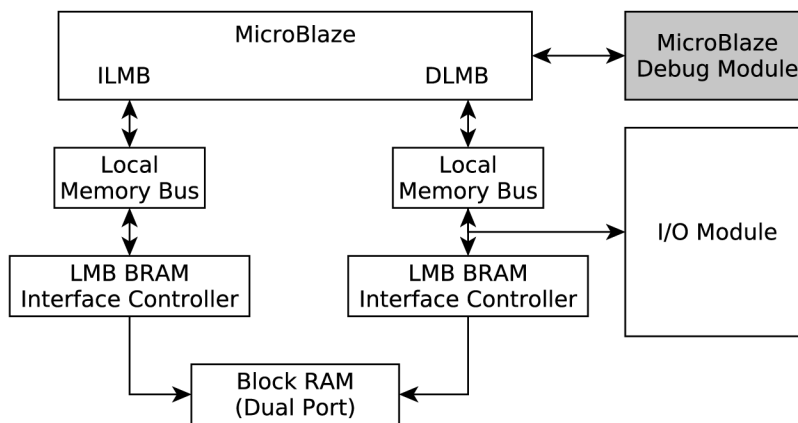 MicroBlaze
ILMB
DLMB
MicroBlaze
Debug Module
Local
Memory Bus
Local
Memory Bus
I/O Module
LMB BRAM
Interface Controller
LMB BRAM
Interface Controller
Block RAM
(Dual Port)